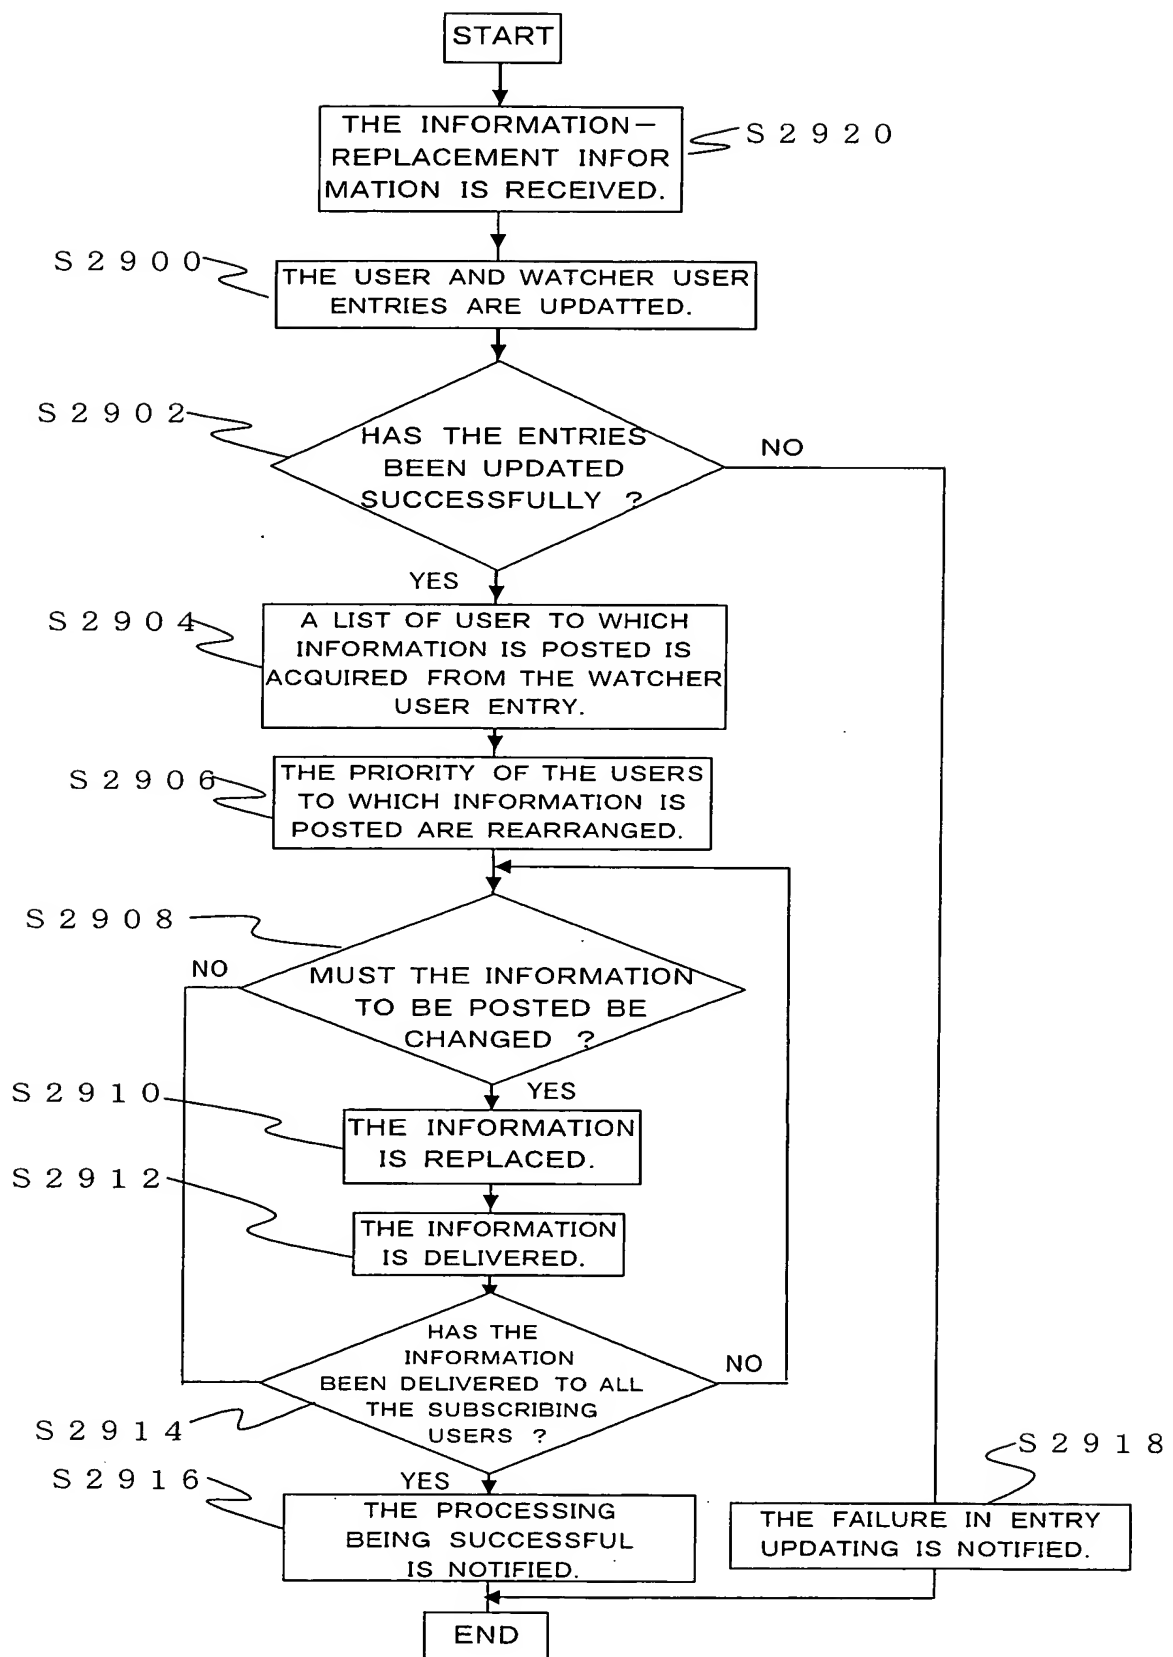 START
THE INFORMATION－
REPLACEMENT INFOR
MATION IS RECEIVED.
S2920
S2900
THE USER AND WATCHER USER
ENTRIES ARE UPDATTED.
S2902
HAS THE ENTRIES
BEEN UPDATED
SUCCESSFULLY ?
NO
YES
S2904
A LIST OF USER TO WHICH
INFORMATION IS POSTED IS
ACQUIRED FROM THE WATCHER
USER ENTRY.
S2906
THE PRIORITY OF THE USERS
TO WHICH INFORMATION IS
POSTED ARE REARRANGED.
S2908
NO
MUST THE INFORMATION
TO BE POSTED BE
CHANGED ?
YES
S2910
THE INFORMATION
IS REPLACED.
S2912
THE INFORMATION
IS DELIVERED.
HAS THE
INFORMATION
BEEN DELIVERED TO ALL
THE SUBSCRIBING
USERS ?
NO
S2914
YES
S2916
THE PROCESSING
BEING SUCCESSFUL
IS NOTIFIED.
S2918
THE FAILURE IN ENTRY
UPDATING IS NOTIFIED.
END